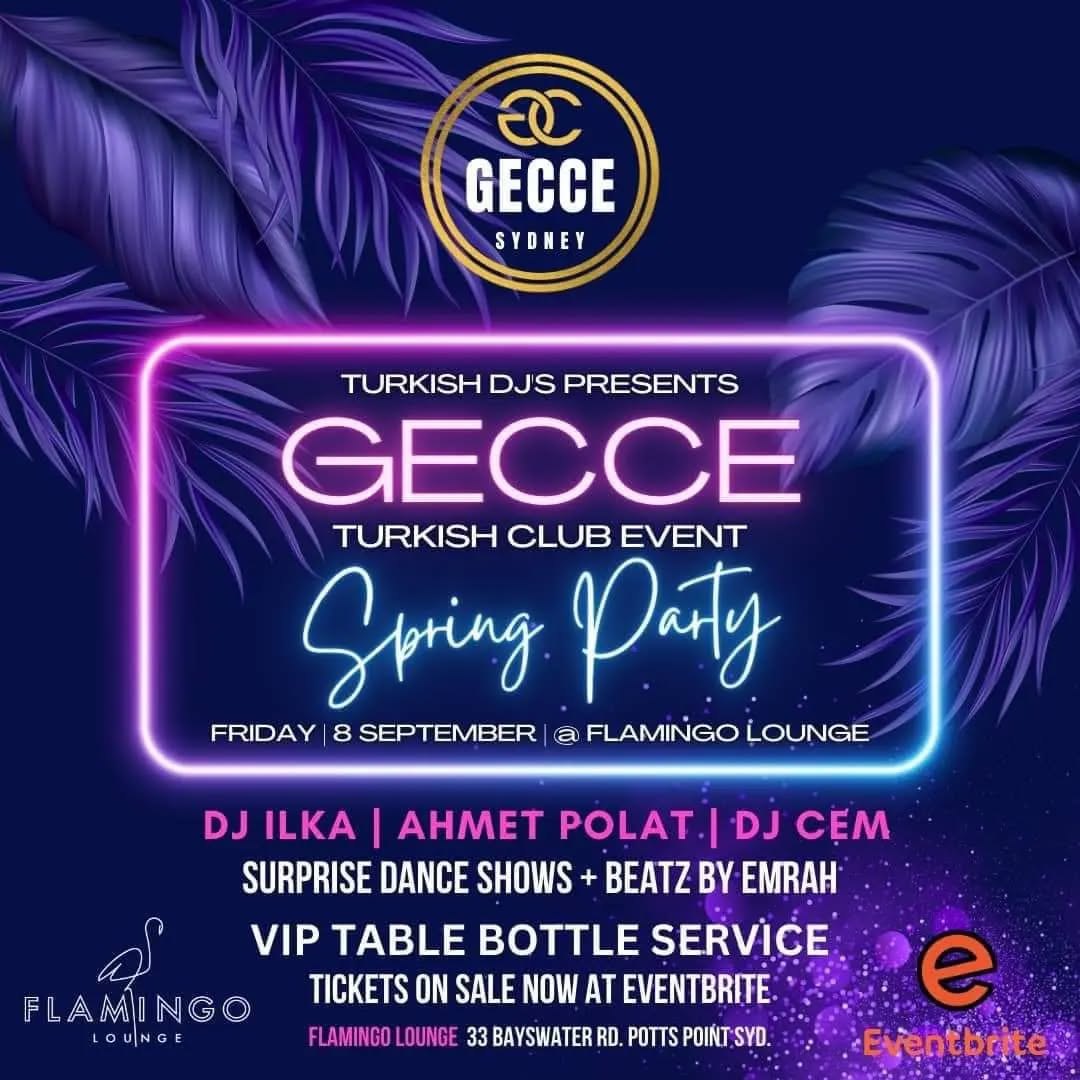 GC
GECCE
SYDNEY
TURKISH DJ'S PRESENTS
GECCE
TURKISH CLUB EVENT
Spring Party
FRIDAY | 8 SEPTEMBER | @ FLAMINGO LOUNGE
DJ ILKA | AHMET POLAT | DJ CEM
SURPRISE DANCE SHOWS + BEATZ BY EMRAH
VIP TABLE BOTTLE SERVICE
TICKETS ON SALE NOW AT EVENTBRITE
FLAMINGO LOUNGE 33 BAYSWATER RD. POTTS POINT SYD.
FLAMINGO
LOUNGE
e
Eventbrite